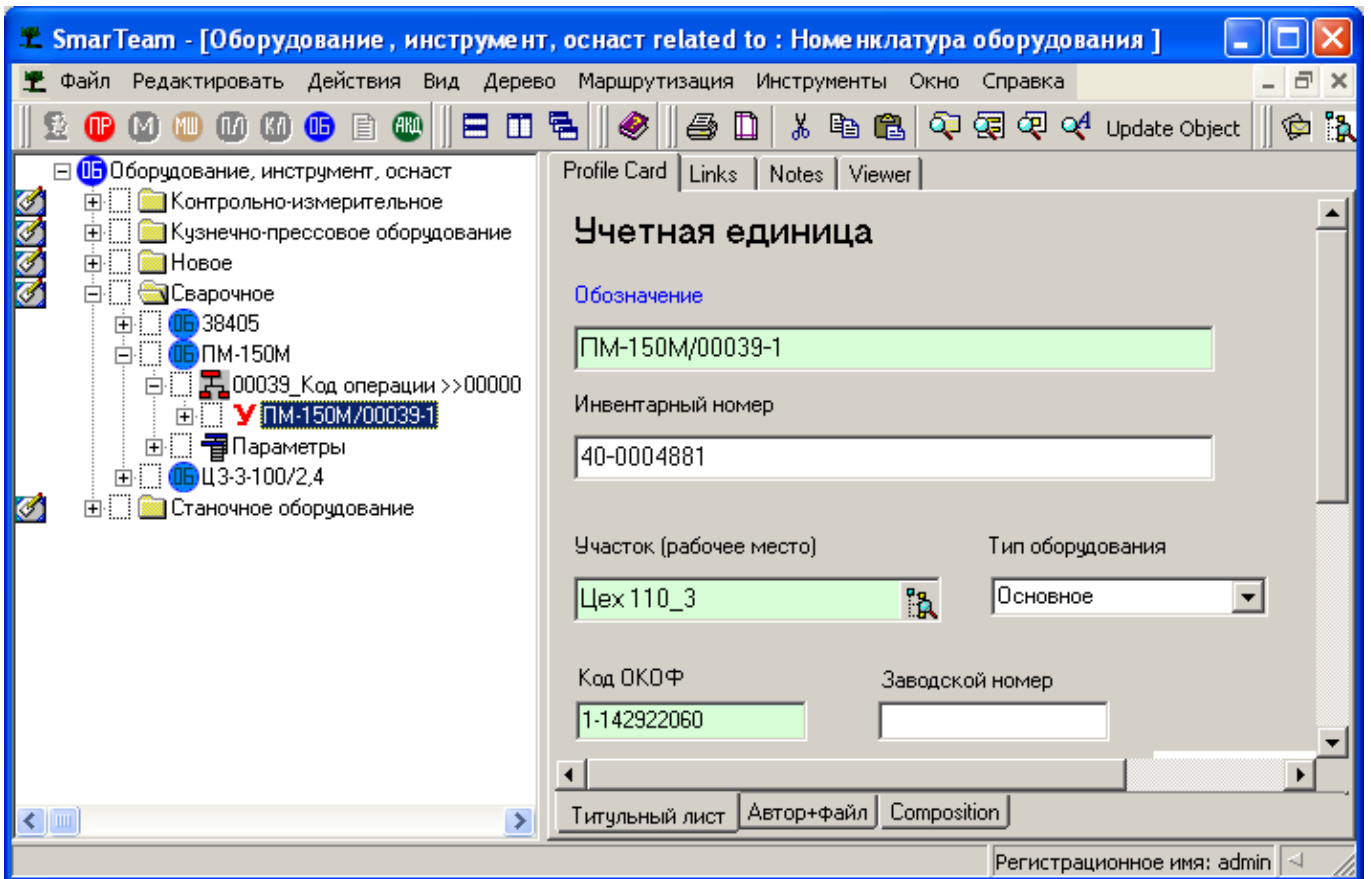 SmarTeam - [Оборудование , инструмент, оснаст related to : Номенклатура оборудования ]
Файл Редактировать Действия Вид Дерево Маршрутизация Инструменты Окно Справка
ПР М МШ ПЛ КЛ ОБ АКД Update Object
ОБ Оборудование, инструмент, оснаст
Контрольно-измерительное
Кузнечно-прессовое оборудование
Новое
Сварочное
ОБ 38405
ОБ ПМ-150М
00039_Код операции >>00000
У ПМ-150М/00039-1
Параметры
ОБ ЦЗ-3-100/2,4
Станочное оборудование
Profile Card Links Notes Viewer
Учетная единица
Обозначение
ПМ-150М/00039-1
Инвентарный номер
40-0004881
Участок (рабочее место) Тип оборудования
Цех 110_3 Основное
Код ОКОФ Заводской номер
1-142922060
Титульный лист Автор+файл Composition
Регистрационное имя: admin